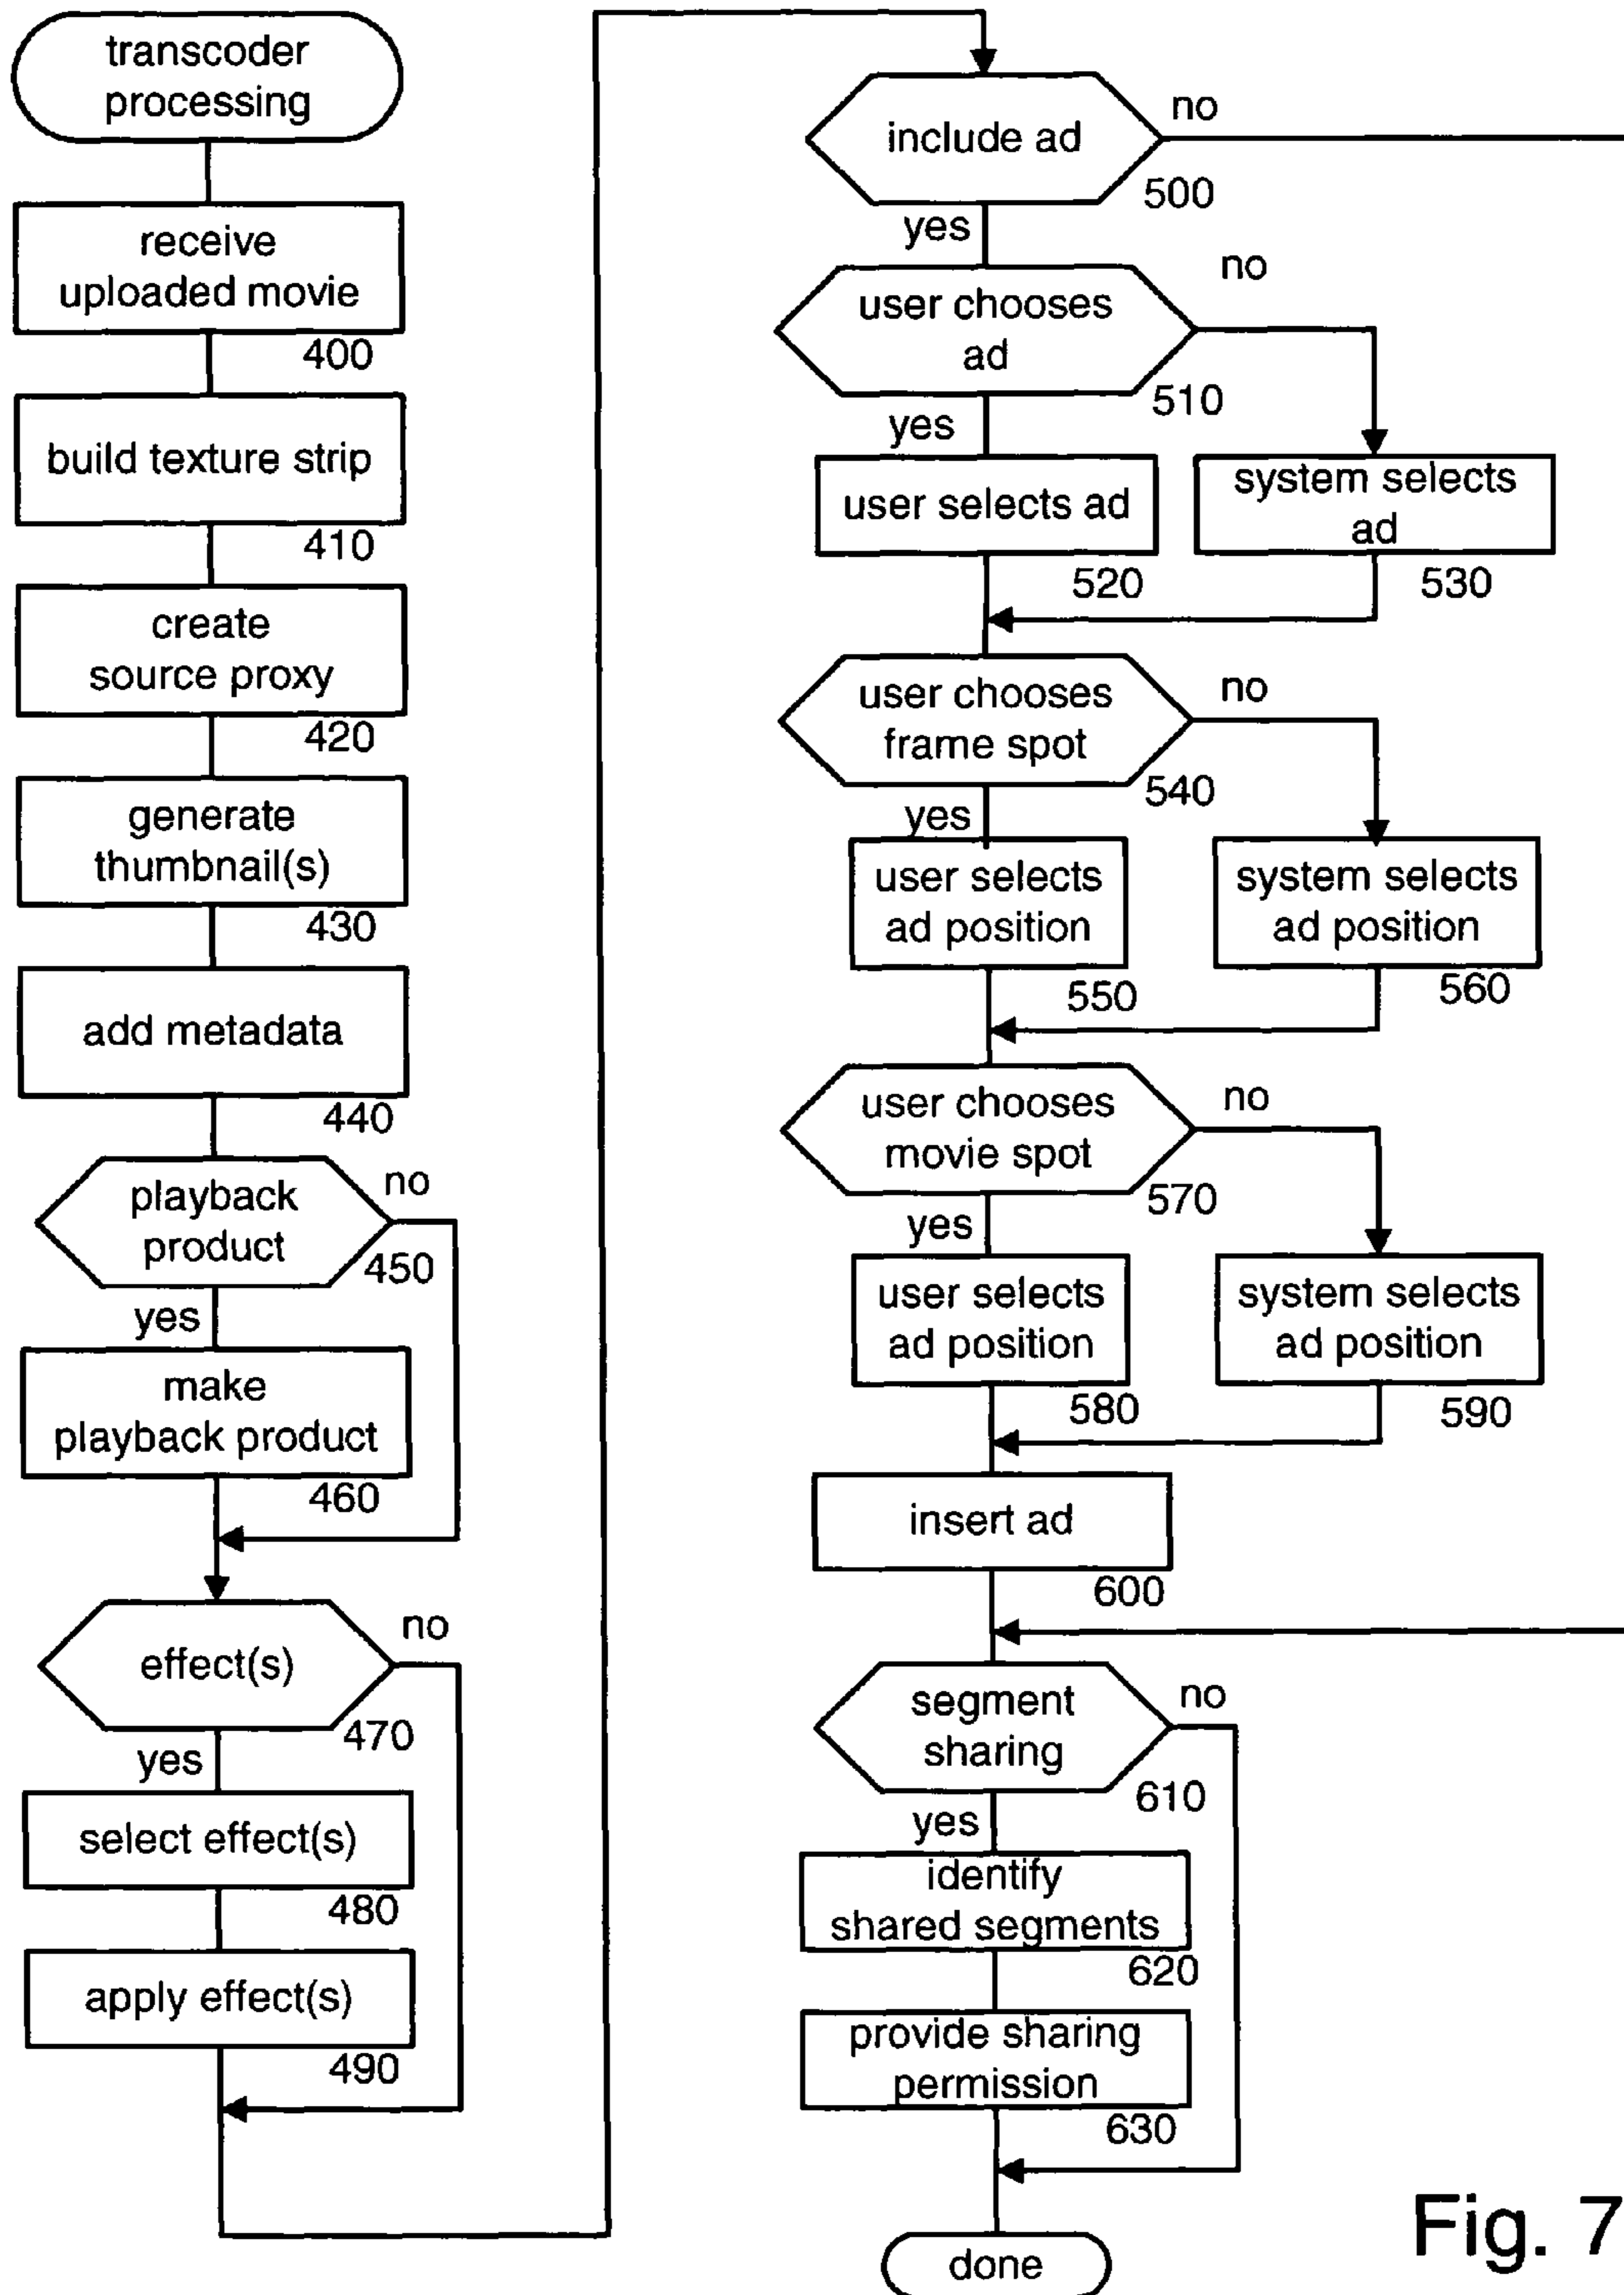 transcoder
processing
receive
uploaded movie
400
build texture strip
410
create
source proxy
420
generate
thumbnail(s)
430
add metadata
440
playback
product
no
450
yes
make
playback product
460
effect(s)
no
470
yes
select effect(s)
480
apply effect(s)
490
include ad
no
500
yes
user chooses
ad
no
510
yes
user selects ad
520
system selects
ad
530
user chooses
frame spot
no
540
yes
user selects
ad position
550
system selects
ad position
560
user chooses
movie spot
no
570
yes
user selects
ad position
580
system selects
ad position
590
insert ad
600
segment
sharing
no
610
yes
identify
shared segments
620
provide sharing
permission
630
done
Fig. 7